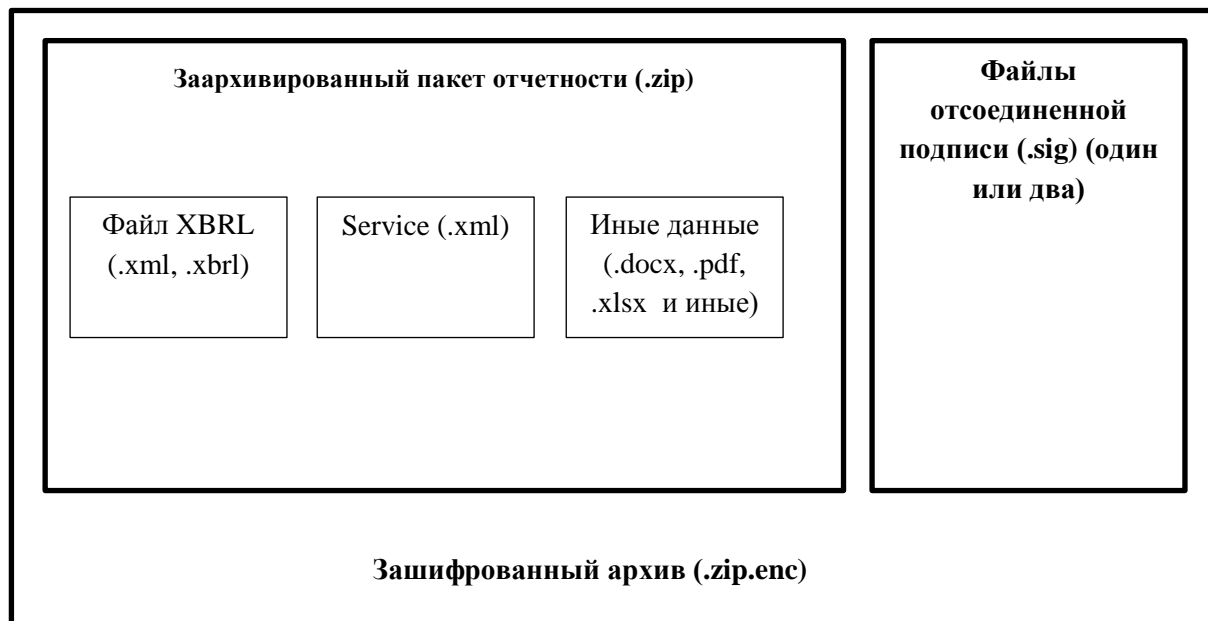 Заархивированный пакет отчетности (.zip)
Файл XBRL
(.xml, .xbrl)
Service (.xml)
Иные данные
(.docx, .pdf,
.xlsx и иные)
Файлы
отсоединенной
подписи (.sig) (один
или два)
Зашифрованный архив (.zip.enc)